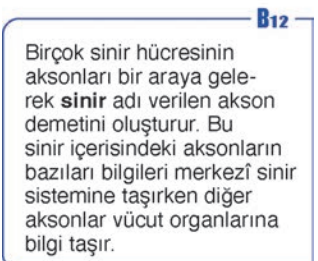 B12
Birçok sinir hücresinin
aksonları bir araya gele-
rek sinir adı verilen akson
demetini oluşturur. Bu
sinir içerisindeki aksonların
bazıları bilgileri merkezî sinir
sistemine taşırken diğer
aksonlar vücut organlarına
bilgi taşır.